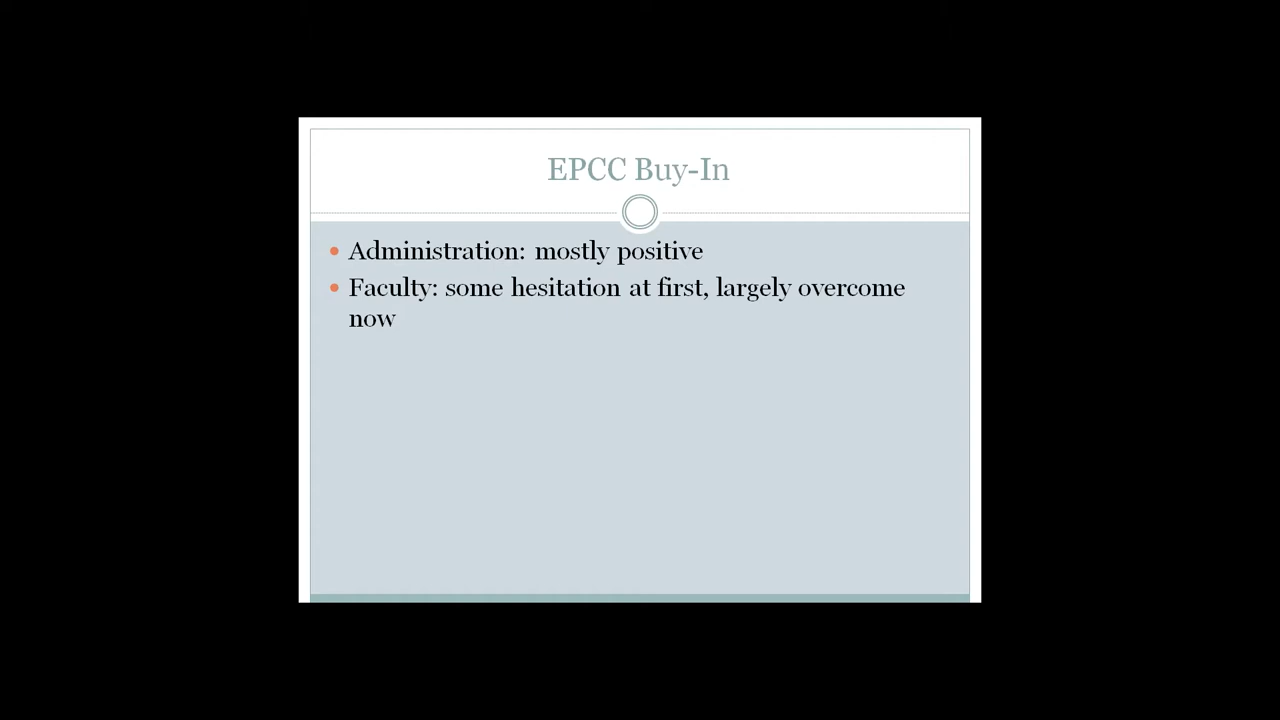 EPCC Buy-In
Administration: mostly positive
Faculty: some hesitation at first, largely overcome
now